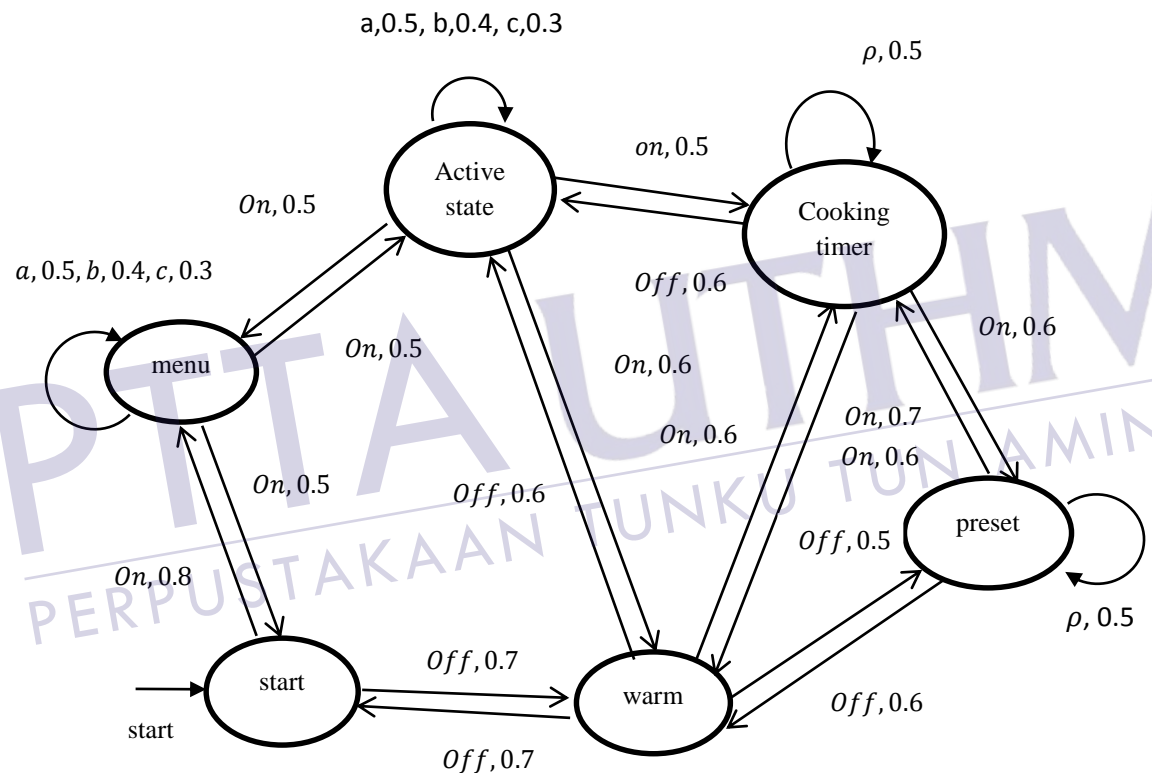 a,0.5, b,0.4, c,0.3
ρ, 0.5
Active
state
on, 0.5
On, 0.5
Cooking
timer
a, 0.5, b, 0.4, c, 0.3
Off, 0.6
On, 0.6
menu
On, 0.5
On, 0.6
On, 0.7
On, 0.6
On, 0.6
On, 0.5
Off, 0.6
preset
Off, 0.5
On, 0.8
ρ, 0.5
start
Off, 0.7
warm
Off, 0.6
start
Off, 0.7
PTTA UTHM
PERPUSTAKAAN TUNKU TUN AMIN